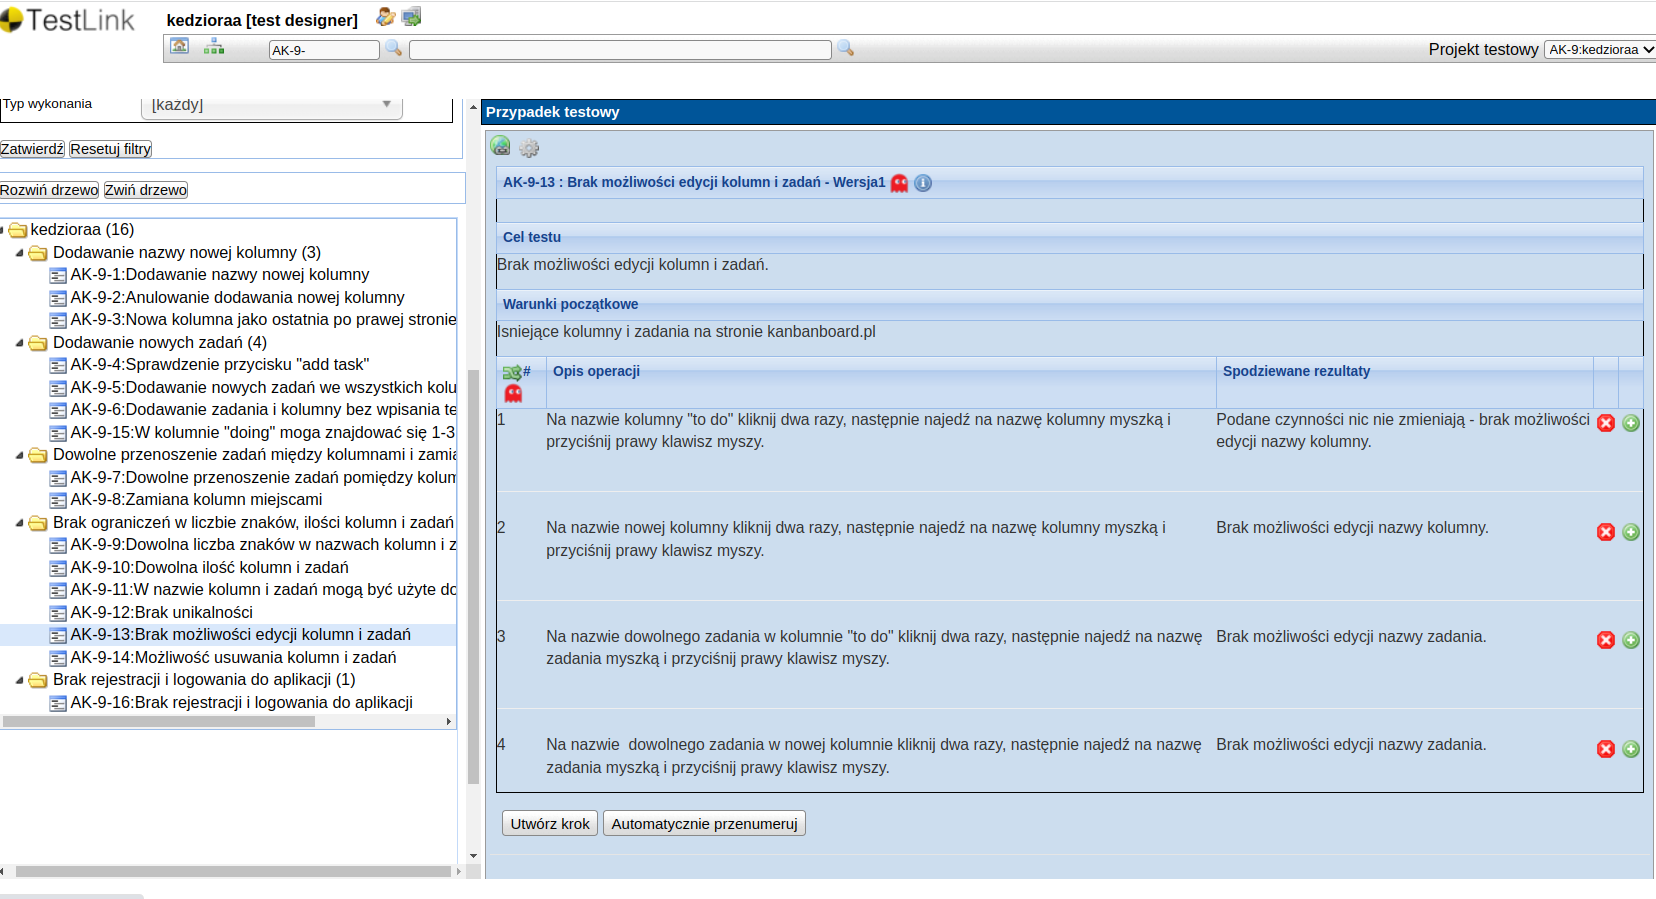 TestLink
kedzioraa [test designer]
AK-9-
Projekt testowy AK-9:kedzioraa
Typ wykonania [każdy]
Zatwierdź Resetuj filtry
Rozwiń drzewo Zwiń drzewo
kedzioraa (16)
Dodawanie nazwy nowej kolumny (3)
AK-9-1:Dodawanie nazwy nowej kolumny
AK-9-2:Anulowanie dodawania nowej kolumny
AK-9-3:Nowa kolumna jako ostatnia po prawej stronie
Dodawanie nowych zadań (4)
AK-9-4:Sprawdzenie przycisku "add task"
AK-9-5:Dodawanie nowych zadań we wszystkich kolu
AK-9-6:Dodawanie zadania i kolumny bez wpisania te
AK-9-15:W kolumnie "doing" moga znajdować się 1-3
Dowolne przenoszenie zadań między kolumnami i zamia
AK-9-7:Dowolne przenoszenie zadań pomiędzy kolum
AK-9-8:Zamiana kolumn miejscami
Brak ograniczeń w liczbie znaków, ilości kolumn i zadań
AK-9-9:Dowolna liczba znaków w nazwach kolumn i z
AK-9-10:Dowolna ilość kolumn i zadań
AK-9-11:W nazwie kolumn i zadań mogą być użyte do
AK-9-12:Brak unikalności
AK-9-13:Brak możliwości edycji kolumn i zadań
AK-9-14:Możliwość usuwania kolumn i zadań
Brak rejestracji i logowania do aplikacji (1)
AK-9-16:Brak rejestracji i logowania do aplikacji
Przypadek testowy
AK-9-13 : Brak możliwości edycji kolumn i zadań - Wersja1
Cel testu
Brak możliwości edycji kolumn i zadań.
Warunki początkowe
Isniejące kolumny i zadania na stronie kanbanboard.pl
# Opis operacji Spodziewane rezultaty
1 Na nazwie kolumny "to do" kliknij dwa razy, następnie najedź na nazwę kolumny myszką i Podane czynności nic nie zmieniają - brak możliwości
przyciśnij prawy klawisz myszy. edycji nazwy kolumny.
2 Na nazwie nowej kolumny kliknij dwa razy, następnie najedź na nazwę kolumny myszką i Brak możliwości edycji nazwy kolumny.
przyciśnij prawy klawisz myszy.
3 Na nazwie dowolnego zadania w kolumnie "to do" kliknij dwa razy, następnie najedź na nazwę Brak możliwości edycji nazwy zadania.
zadania myszką i przyciśnij prawy klawisz myszy.
4 Na nazwie  dowolnego zadania w nowej kolumnie kliknij dwa razy, następnie najedź na nazwę Brak możliwości edycji nazwy zadania.
zadania myszką i przyciśnij prawy klawisz myszy.
Utwórz krok Automatycznie przenumeruj